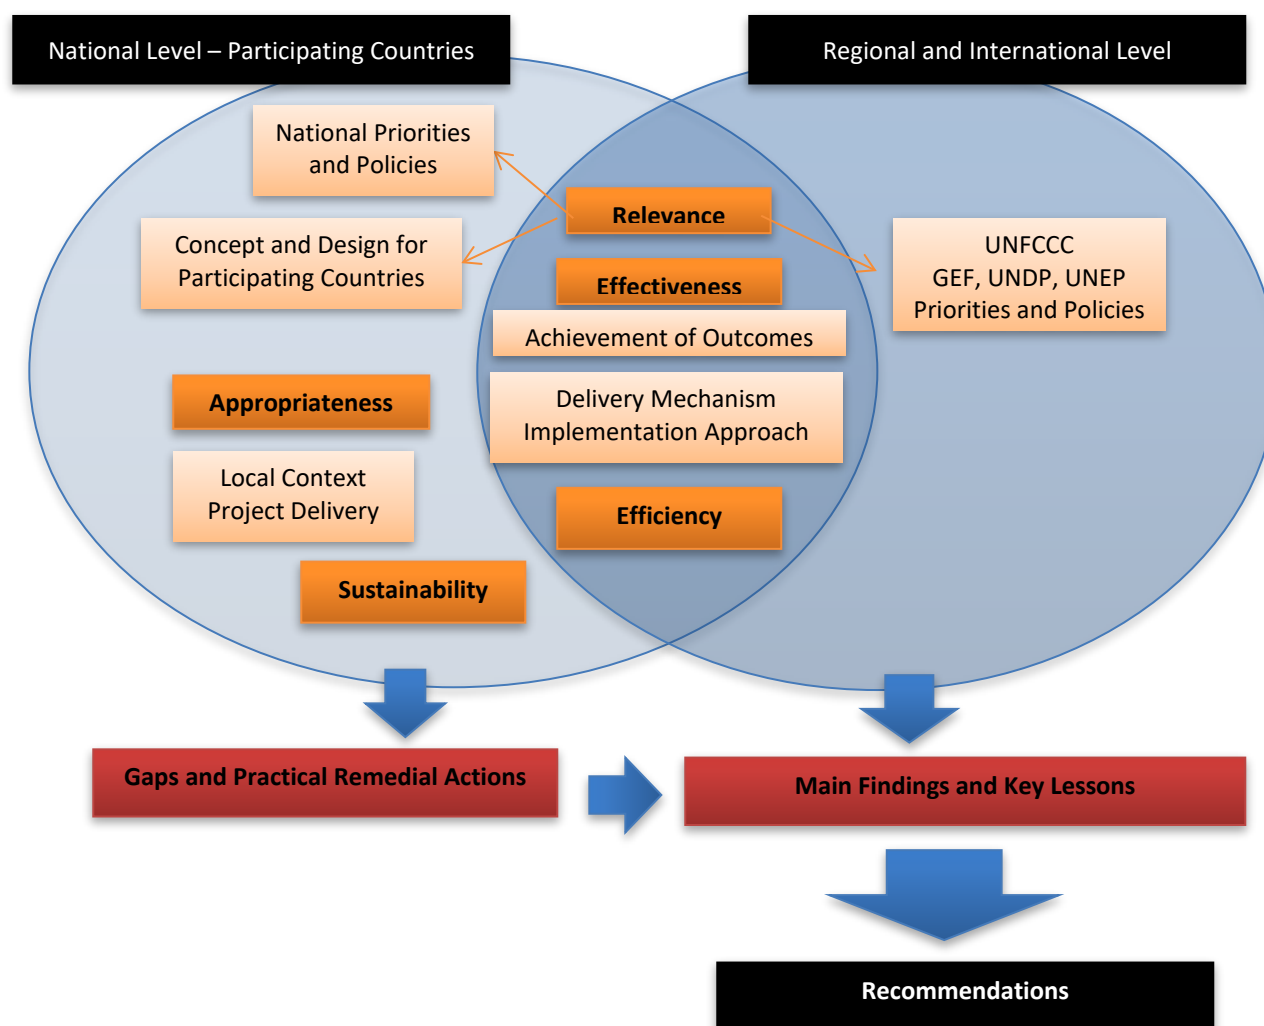 National Level – Participating Countries
Regional and International Level
National Priorities
and Policies
Relevance
Concept and Design for
Participating Countries
UNFCCC
GEF, UNDP, UNEP
Priorities and Policies
Effectiveness
Achievement of Outcomes
Appropriateness
Delivery Mechanism
Implementation Approach
Local Context
Project Delivery
Efficiency
Sustainability
Gaps and Practical Remedial Actions
Main Findings and Key Lessons
Recommendations